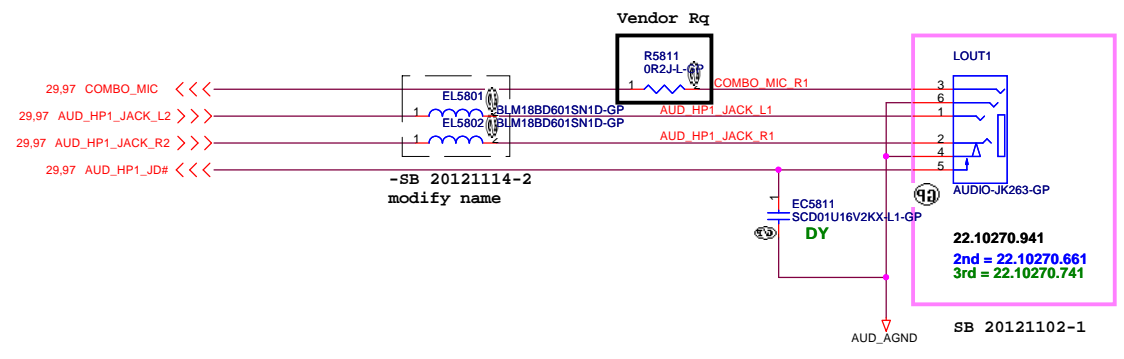 Vendor Rq
R5811
0R2J-L-GP
1
2
COMBO_MIC_R1
LOUT1
29,97 COMBO_MIC
EL5801
BLM18BD601SN1D-GP
29,97 AUD_HP1_JACK_L2
1
AUD_HP1_JACK_L1
EL5802
BLM18BD601SN1D-GP
29,97 AUD_HP1_JACK_R2
1
2
AUD_HP1_JACK_R1
29,97 AUD_HP1_JD#
3
6
1
2
4
5
AUDIO-JK263-GP
-SB 20121114-2
modify name
1
EC5811
SCD01U16V2KX-L1-GP
DY
GP
22.10270.941
2nd = 22.10270.661
3rd = 22.10270.741
SB 20121102-1
AUD_AGND